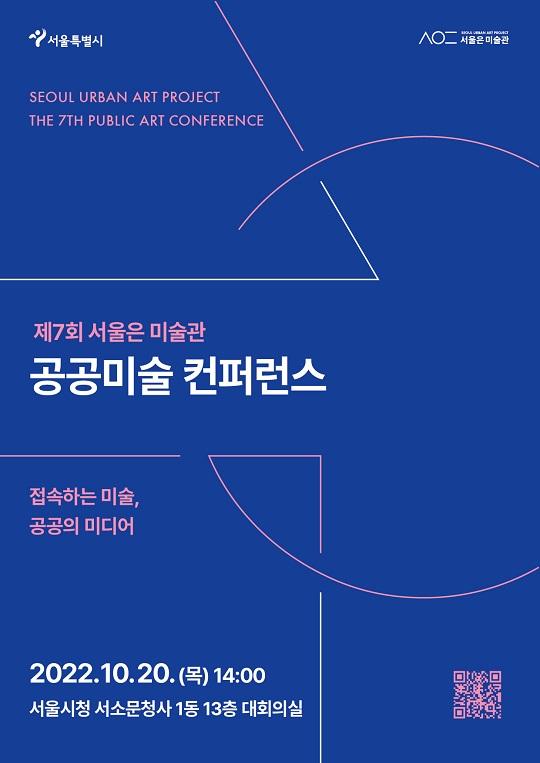 서울특별시
SEOUL URBAN ART PROJECT
서울은미술관
SEOUL URBAN ART PROJECT
THE 7TH PUBLIC ART CONFERENCE
제7회 서울은 미술관
공공미술 컨퍼런스
접속하는 미술,
공공의 미디어
2022.10.20.(목) 14:00
서울시청 서소문청사 1동 13층 대회의실